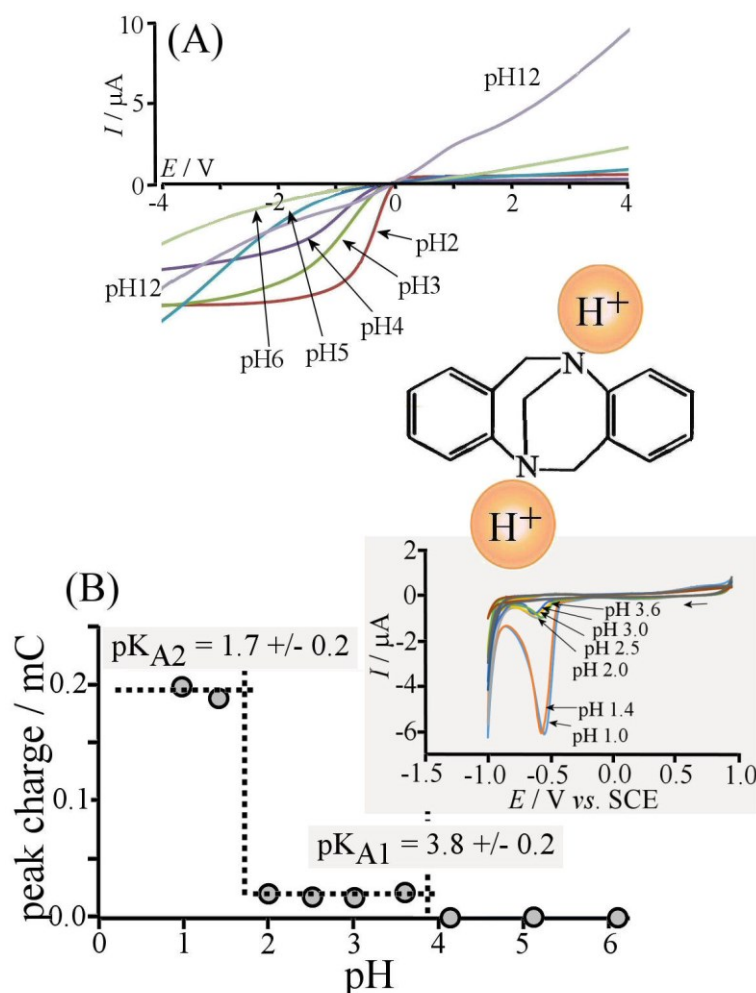 (A)
10
5
0
I / μA
E / V
-4
-2
0
2
4
pH12
pH2
pH3
pH4
pH5
pH6
pH12
H+
N
N
H+
(B)
pKA2 = 1.7 +/- 0.2
pKA1 = 3.8 +/- 0.2
peak charge / mC
0.2
0.1
0.0
0
1
2
3
4
5
6
pH
2
0
-2
-4
-6
I / μA
pH 3.6
pH 3.0
pH 2.5
pH 2.0
pH 1.4
pH 1.0
-1.5
-1.0
-0.5
0.0
0.5
1.0
E / V vs. SCE